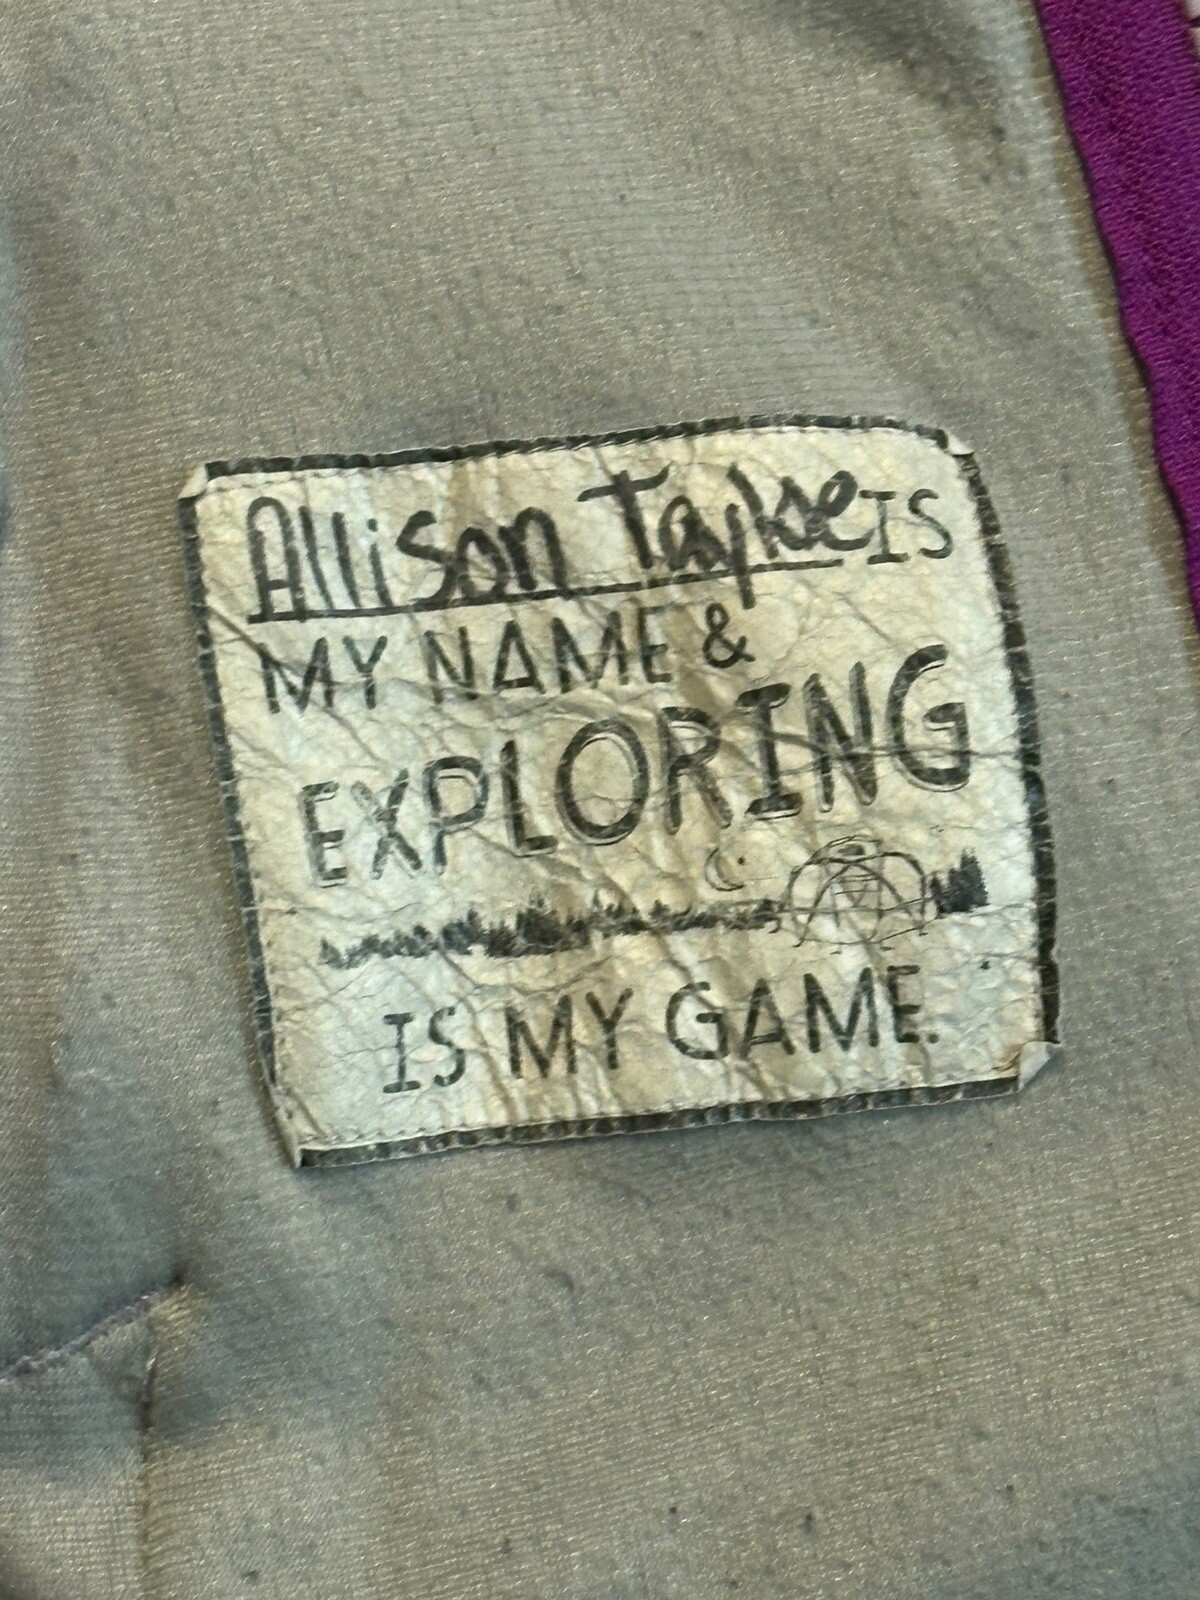 Allison IS
MY NAME &
EXPLORING
IS MY GAME.